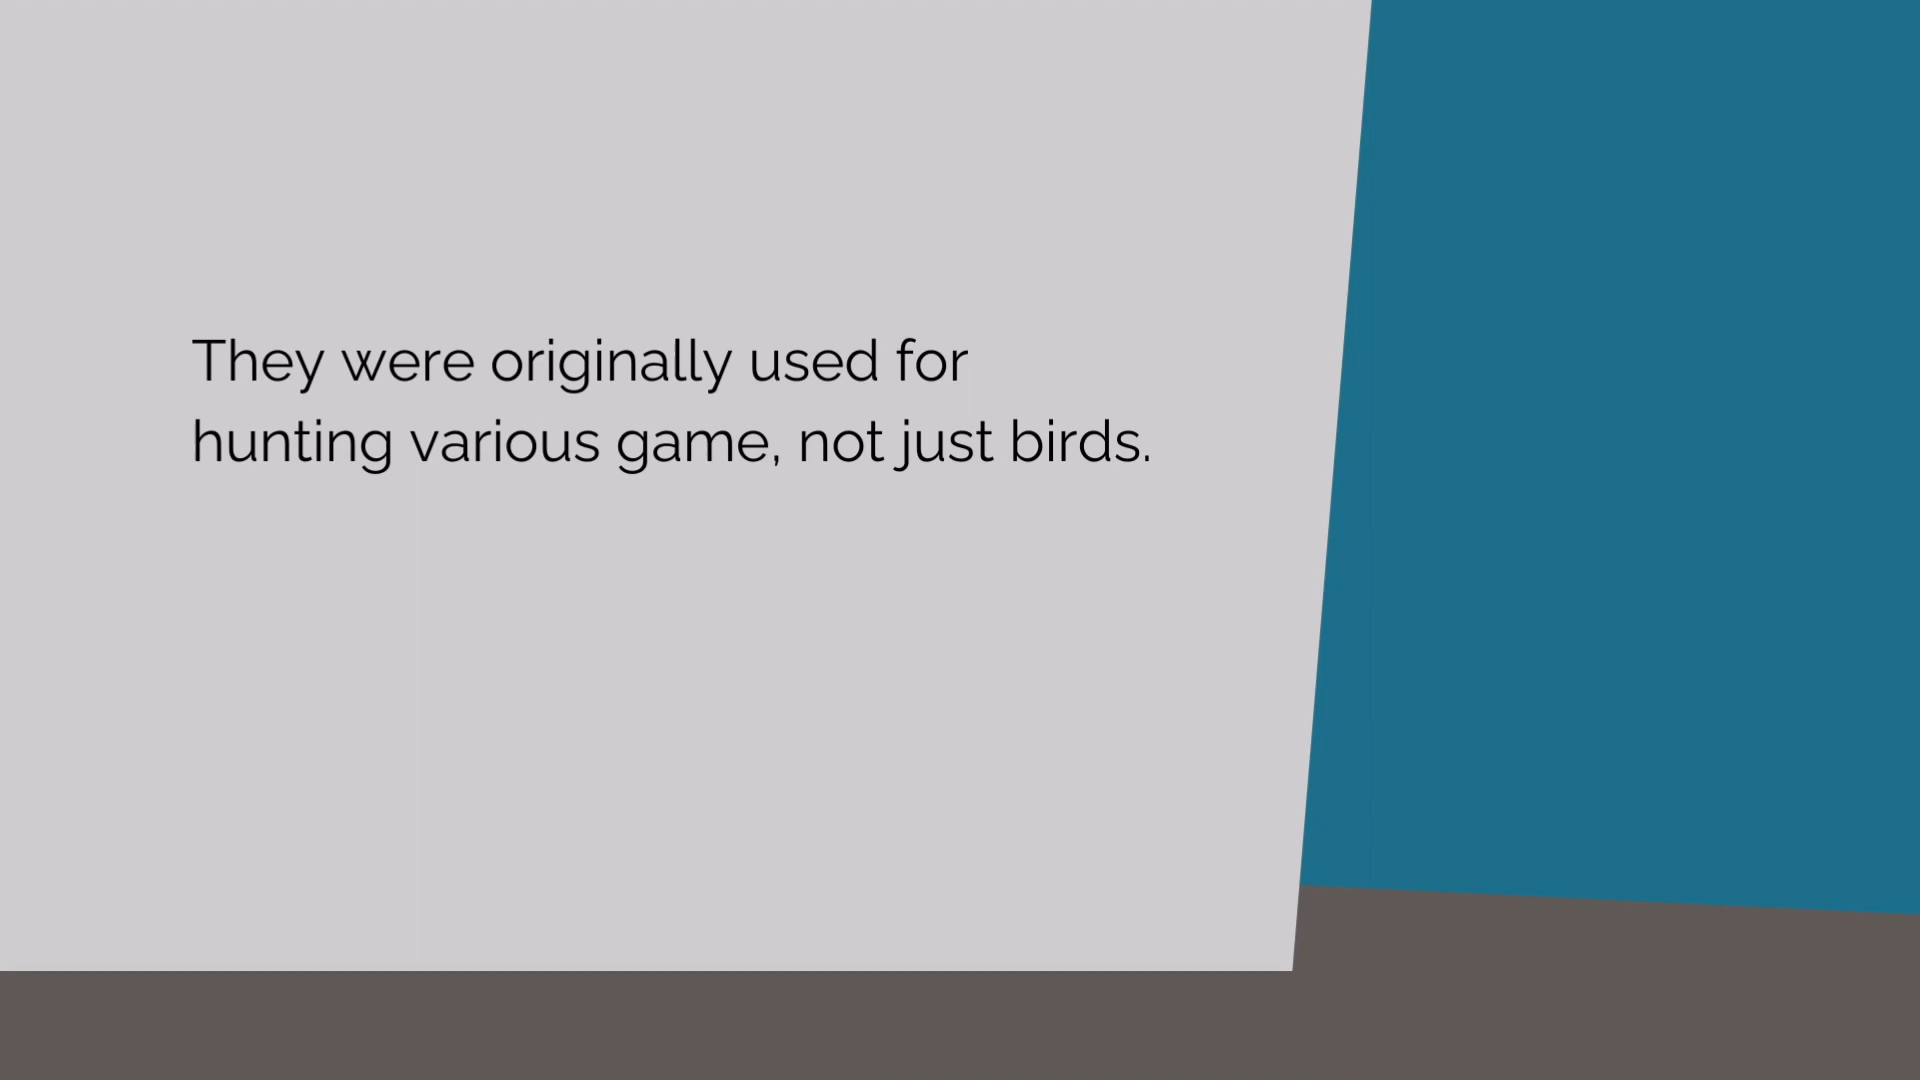 They were originally used for
hunting various game, not just birds.